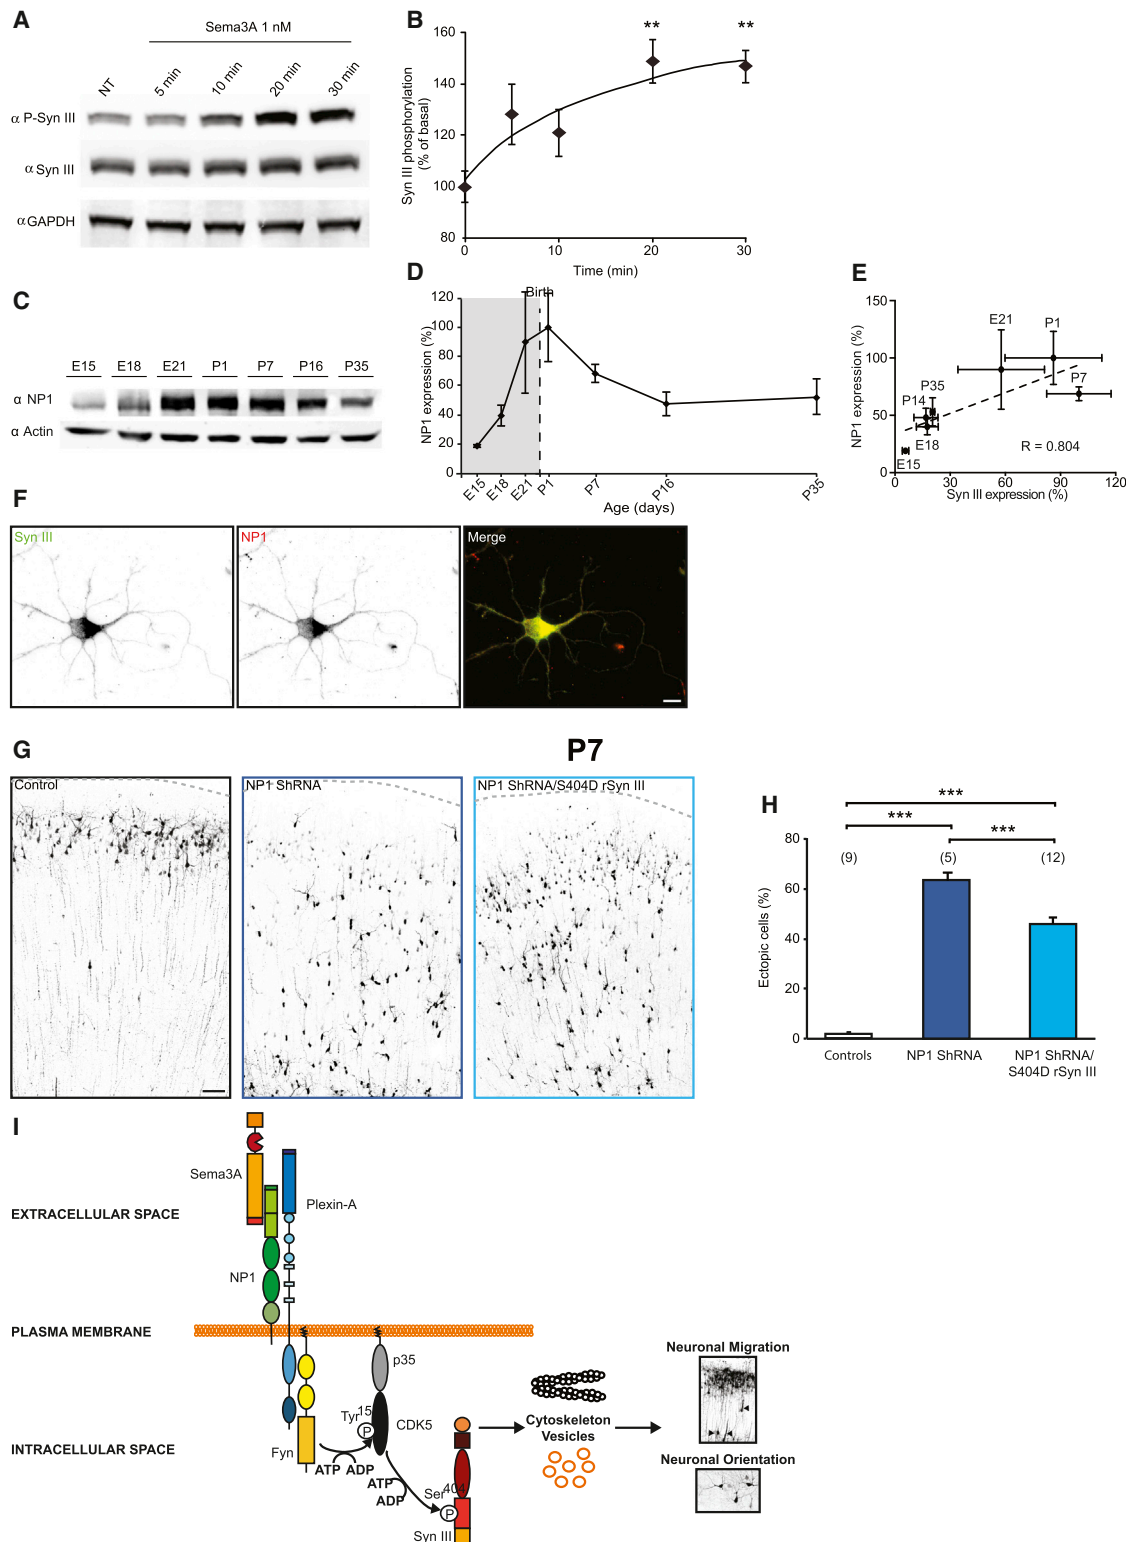 A
Sema3A 1 nM
NT
5 min
10 min
20 min
30 min
α P-Syn III
α Syn III
α GAPDH
B
Syn III phosphorylation
(% of basal)
160
140
120
100
80
0
10
20
30
**
**
Time (min)
C
E15
E18
E21
P1
P7
P16
P35
α NP1
α Actin
D
NP1 expression (%)
120
100
80
60
40
20
0
Birth
E15
E18
E21
P1
P7
P16
P35
Age (days)
E
NP1 expression (%)
150
100
50
0
E21
P1
P7
P35
P14
E18
E15
R = 0.804
0
30
60
90
120
Syn III expression (%)
F
Syn III
NP1
Merge
G
P7
Control
NP1 ShRNA
NP1 ShRNA/S404D rSyn III
H
Ectopic cells (%)
80
60
40
20
0
***
***
***
(9)
(5)
(12)
Controls
NP1 ShRNA
NP1 ShRNA/
S404D rSyn III
I
Sema3A
Plexin-A
EXTRACELLULAR SPACE
NP1
PLASMA MEMBRANE
p35
Tyr15
P
CDK5
INTRACELLULAR SPACE
Fyn
ATP ADP
ATP
ADP
Ser404
P
Syn III
Cytoskeleton
Vesicles
Neuronal Migration
Neuronal Orientation